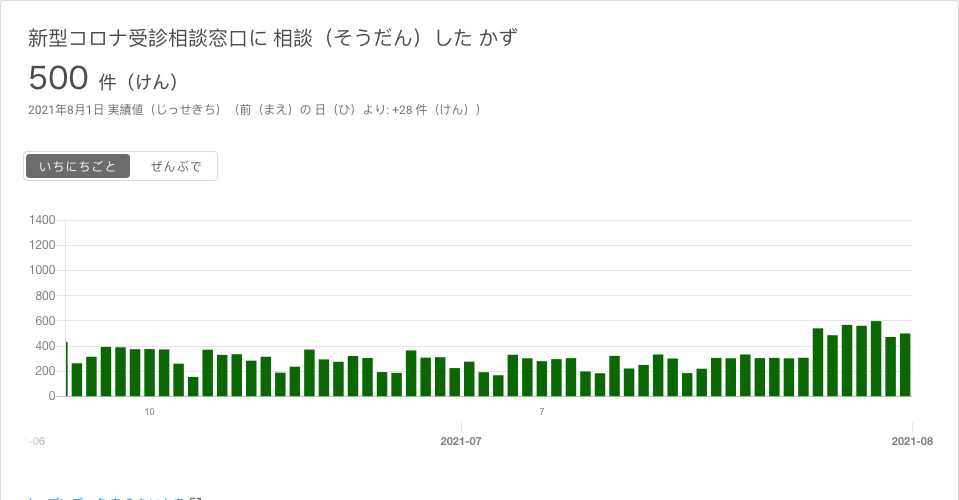 新型コロナ受診相談窓口に 相談（そうだん）した かず
500 件（けん）
2021年8月1日 実績値（じっせきち）（前（まえ）の 日（ひ）より: +28 件（けん））
いちにちごと ぜんぶで
1400
1200
1000
800
600
400
200
0
10 7
-06 2021-07 2021-08